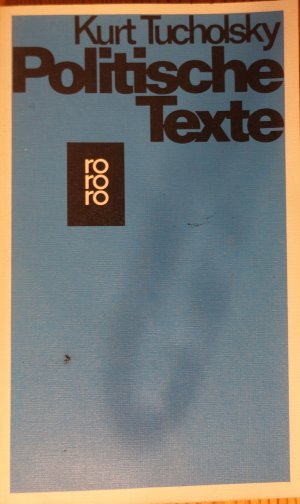 Kurt Tucholsky
Politische
Texte
ro
ro
ro